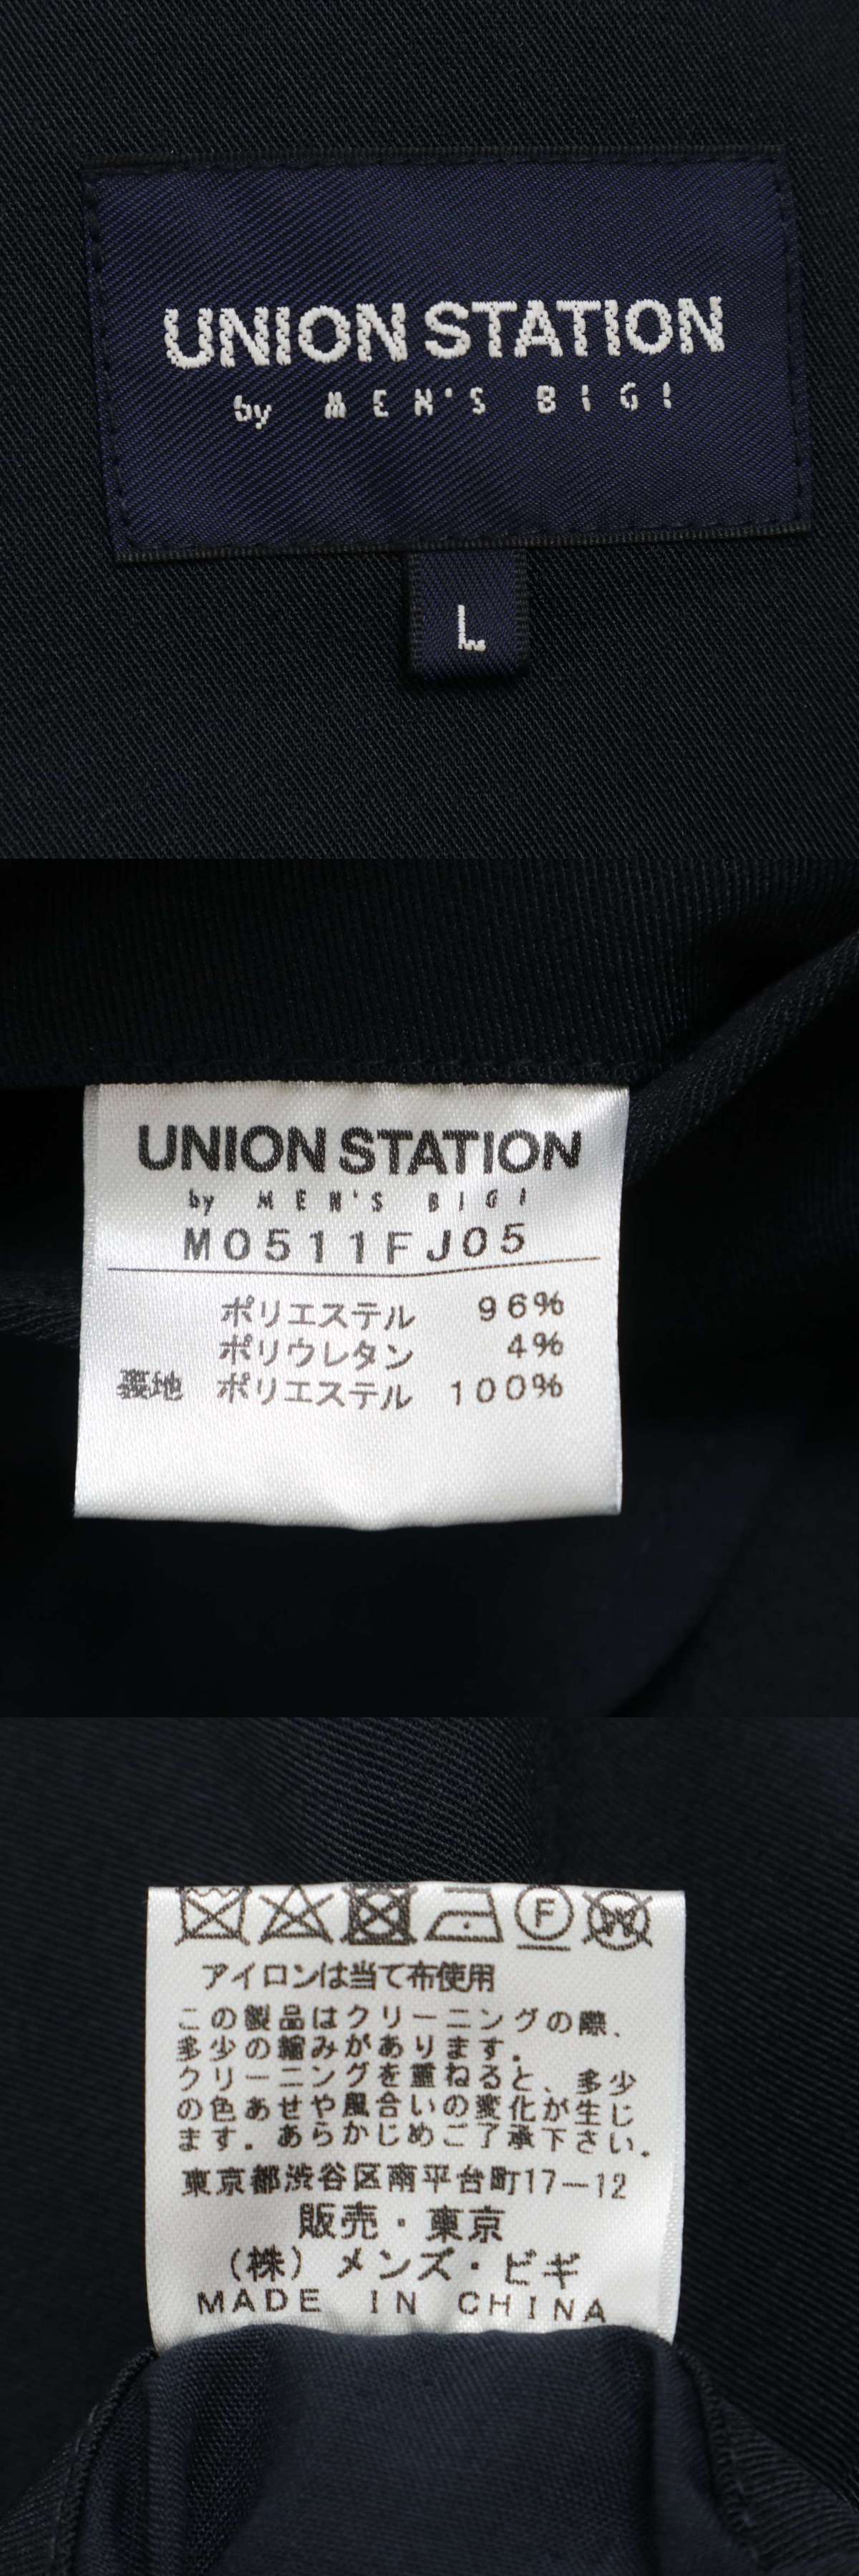 UNION STATION
by MEN'S BIGI
L
UNION STATION
by MEN'S BIGI
M0511FJ05
ポリエステル 96%
ポリウレタン 4%
裏地 ポリエステル 100%
F
W
アイロンは当て布使用
この製品はクリーニングの際、
多少の縮みがあります。
クリーニングを重ねると、多少
の色あせや風合いの変化が生じ
ます。あらかじめご了承下さい。
東京都渋谷区南平台町17－12
販売・東京
（株）メンズ・ビギ
MADE IN CHINA